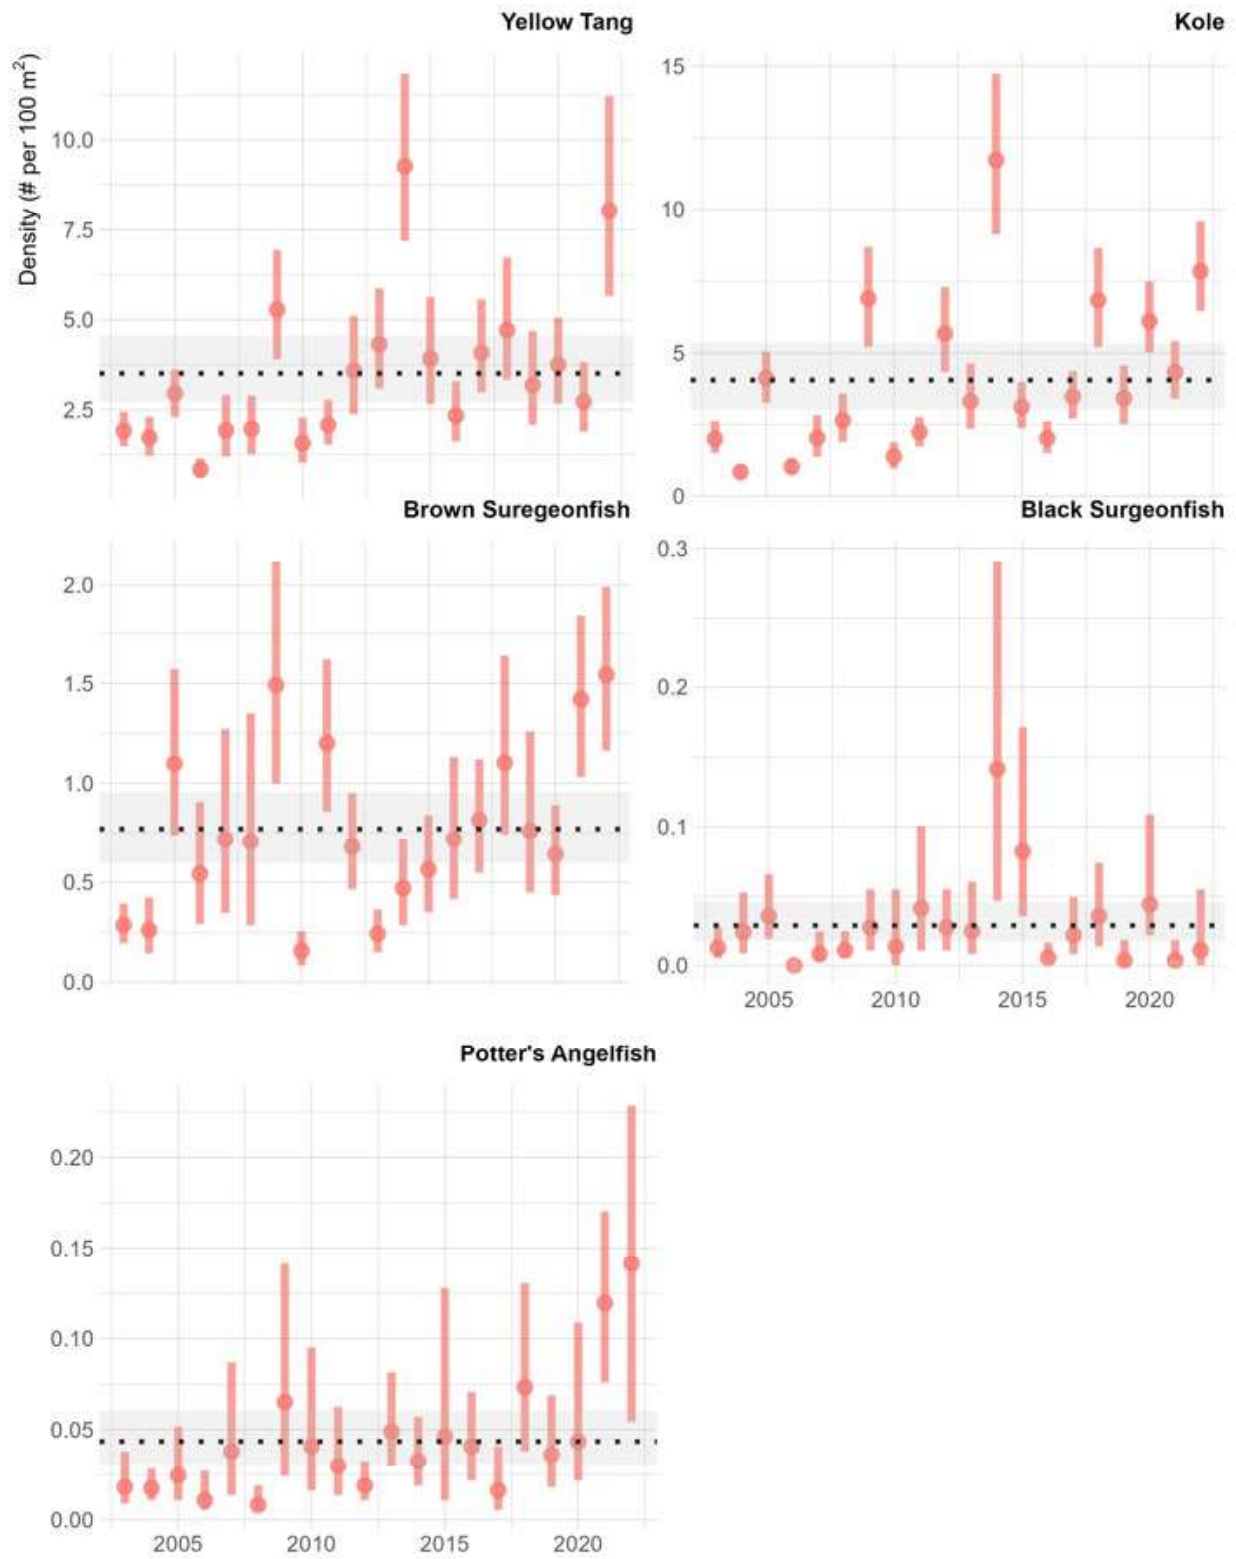 Yellow Tang
Kole
Density (# per 100 m²)
10.0
7.5
5.0
2.5
15
10
5
0
Brown Suregeonfish
Black Surgeonfish
2.0
1.5
1.0
0.5
0.0
0.3
0.2
0.1
0.0
2005 2010 2015 2020
Potter's Angelfish
0.20
0.15
0.10
0.05
0.00
2005 2010 2015 2020